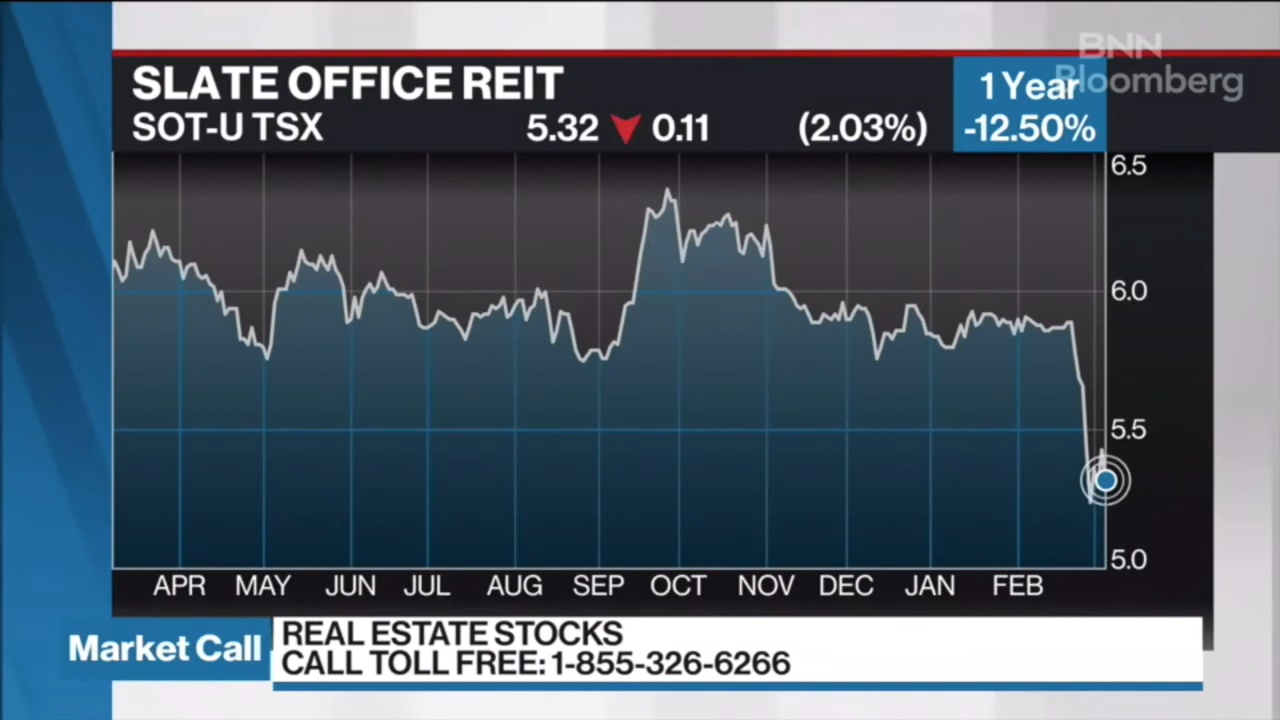 BNN
Bloomberg
SLATE OFFICE REIT
SOT-U TSX
5.32 0.11 (2.03%)
1 Year
-12.50%
6.5
6.0
5.5
5.0
APR MAY JUN JUL AUG SEP OCT NOV DEC JAN FEB
Market Call
REAL ESTATE STOCKS
CALL TOLL FREE: 1-855-326-6266